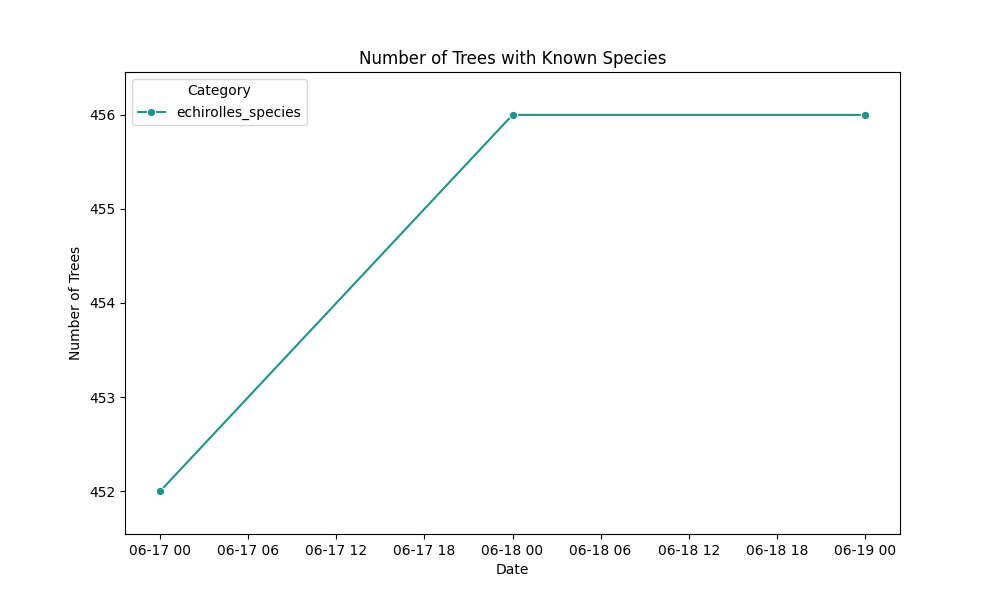 Number of Trees with Known Species
Category
echirolles_species
456
455
454
453
452
Number of Trees
06-17 00 06-17 06 06-17 12 06-17 18 06-18 00 06-18 06 06-18 12 06-18 18 06-19 00
Date